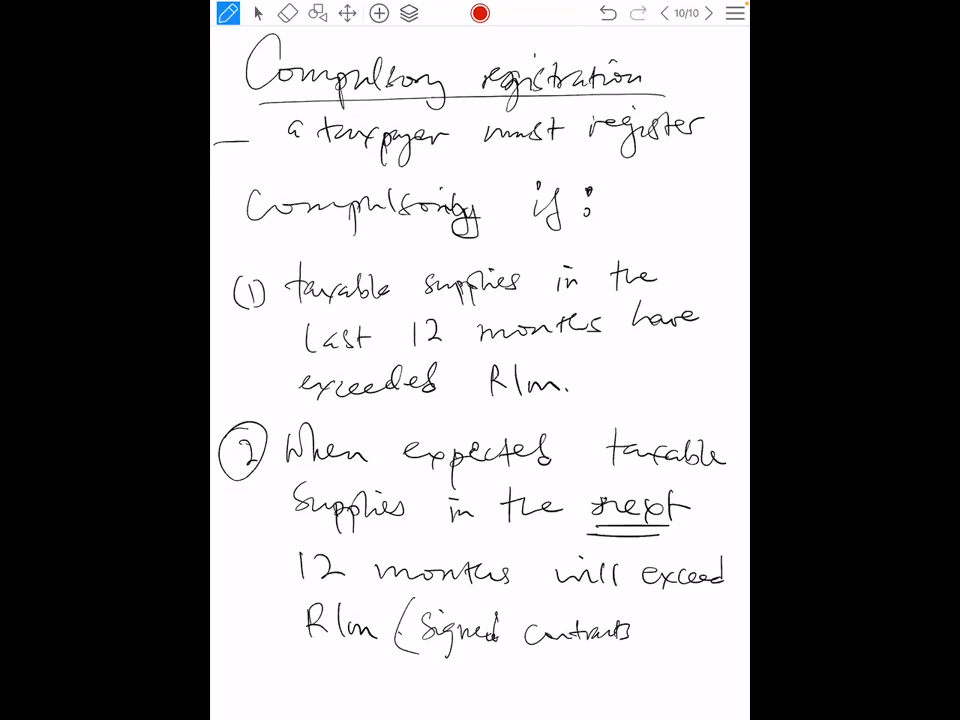 10/10
Compulsory registration
– a taxpayer must register
compulsorily if :
(1) taxable supplies in the
last 12 months have
exceeded R1m.
(2) When expected taxable
supplies in the next
12 months will exceed
R1m (signed contracts